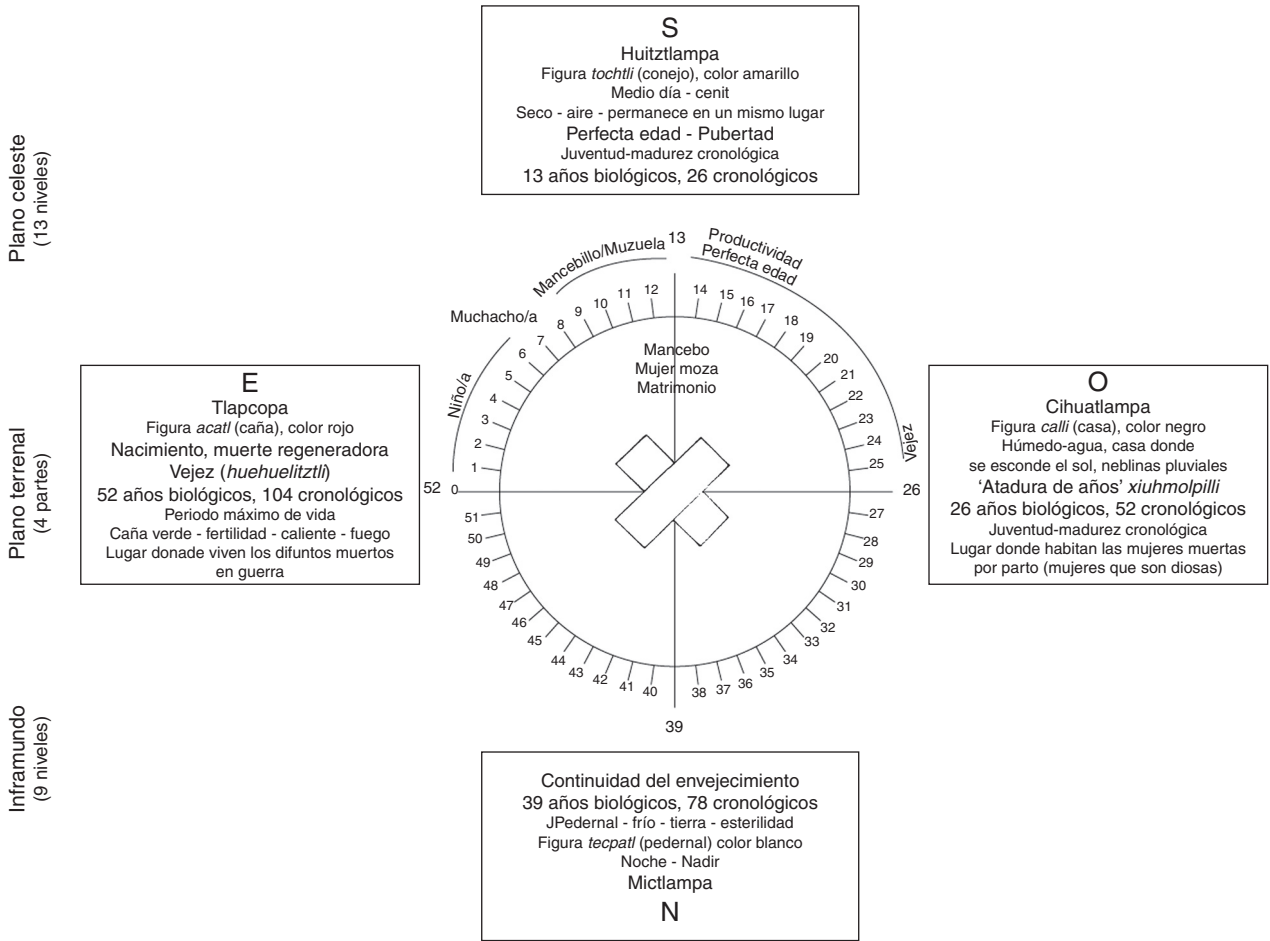 S
Huitztlampa
Figura tochtli (conejo), color amarillo
Medio día - cenit
Seco - aire - permanece en un mismo lugar
Perfecta edad - Pubertad
Juventud-madurez cronológica
13 años biológicos, 26 cronológicos
Plano celeste
(13 niveles)
Plano terrenal
(4 partes)
Inframundo
(9 niveles)
E
Tlapcopa
Figura acatl (caña), color rojo
Nacimiento, muerte regeneradora
Vejez (huehuelitztli)
52 años biológicos, 104 cronológicos
Periodo máximo de vida
Caña verde - fertilidad - caliente - fuego
Lugar donade viven los difuntos muertos
en guerra
Niño/a
Muchacho/a
Mancebillo/Muzuela
13
Productividad
Perfecta edad
Vejez
Mancebo
Mujer moza
Matrimonio
52
0
1
2
3
4
5
6
7
8
9
10
11
12
14
15
16
17
18
19
20
21
22
23
24
25
26
27
28
29
30
31
32
33
34
35
36
37
38
39
40
41
42
43
44
45
46
47
48
49
50
51
O
Cihuatlampa
Figura calli (casa), color negro
Húmedo-agua, casa donde
se esconde el sol, neblinas pluviales
'Atadura de años' xiuhmolpilli
26 años biológicos, 52 cronológicos
Juventud-madurez cronológica
Lugar donde habitan las mujeres muertas
por parto (mujeres que son diosas)
Continuidad del envejecimiento
39 años biológicos, 78 cronológicos
JPedernal - frío - tierra - esterilidad
Figura tecpatl (pedernal) color blanco
Noche - Nadir
Mictlampa
N